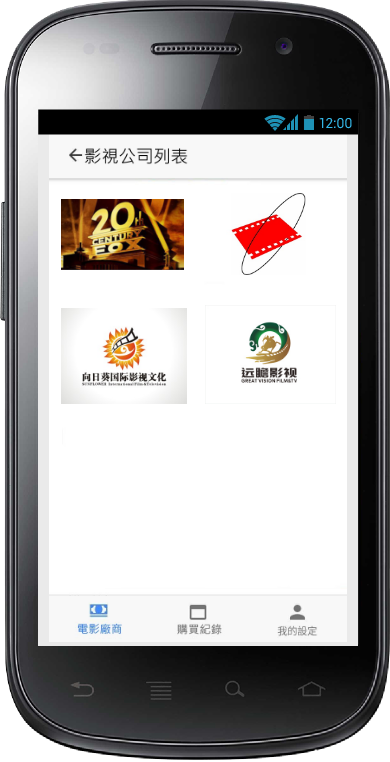 12:00
影視公司列表
20
TH
CENTURY
FOX
向日葵国际影视文化
SUNFLOWER International Film & Television
远瞻影视
GREAT VISION FILM&TV
電影廠商
購買紀錄
我的設定